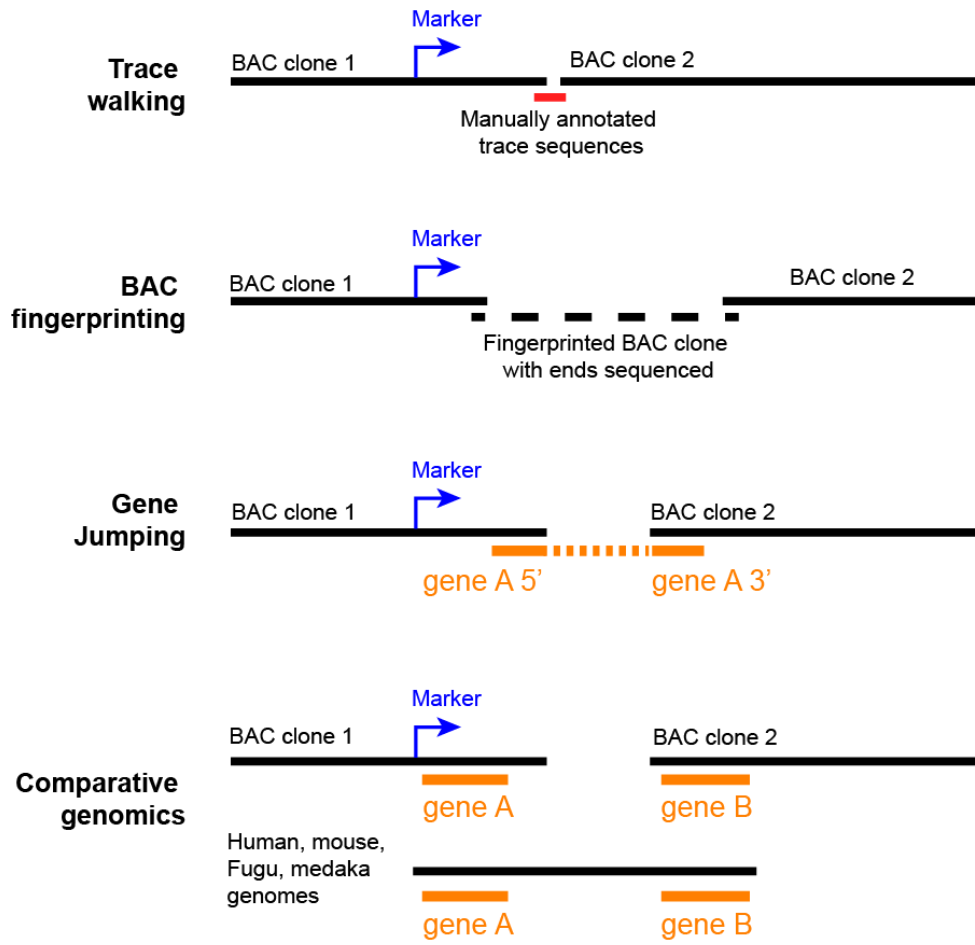 Trace
walking
Marker
BAC clone 1
BAC clone 2
Manually annotated
trace sequences
BAC
fingerprinting
Marker
BAC clone 1
BAC clone 2
Fingerprinted BAC clone
with ends sequenced
Gene
Jumping
Marker
BAC clone 1
BAC clone 2
gene A 5’
gene A 3’
Comparative
genomics
Marker
BAC clone 1
BAC clone 2
gene A
gene B
Human, mouse,
Fugu, medaka
genomes
gene A
gene B